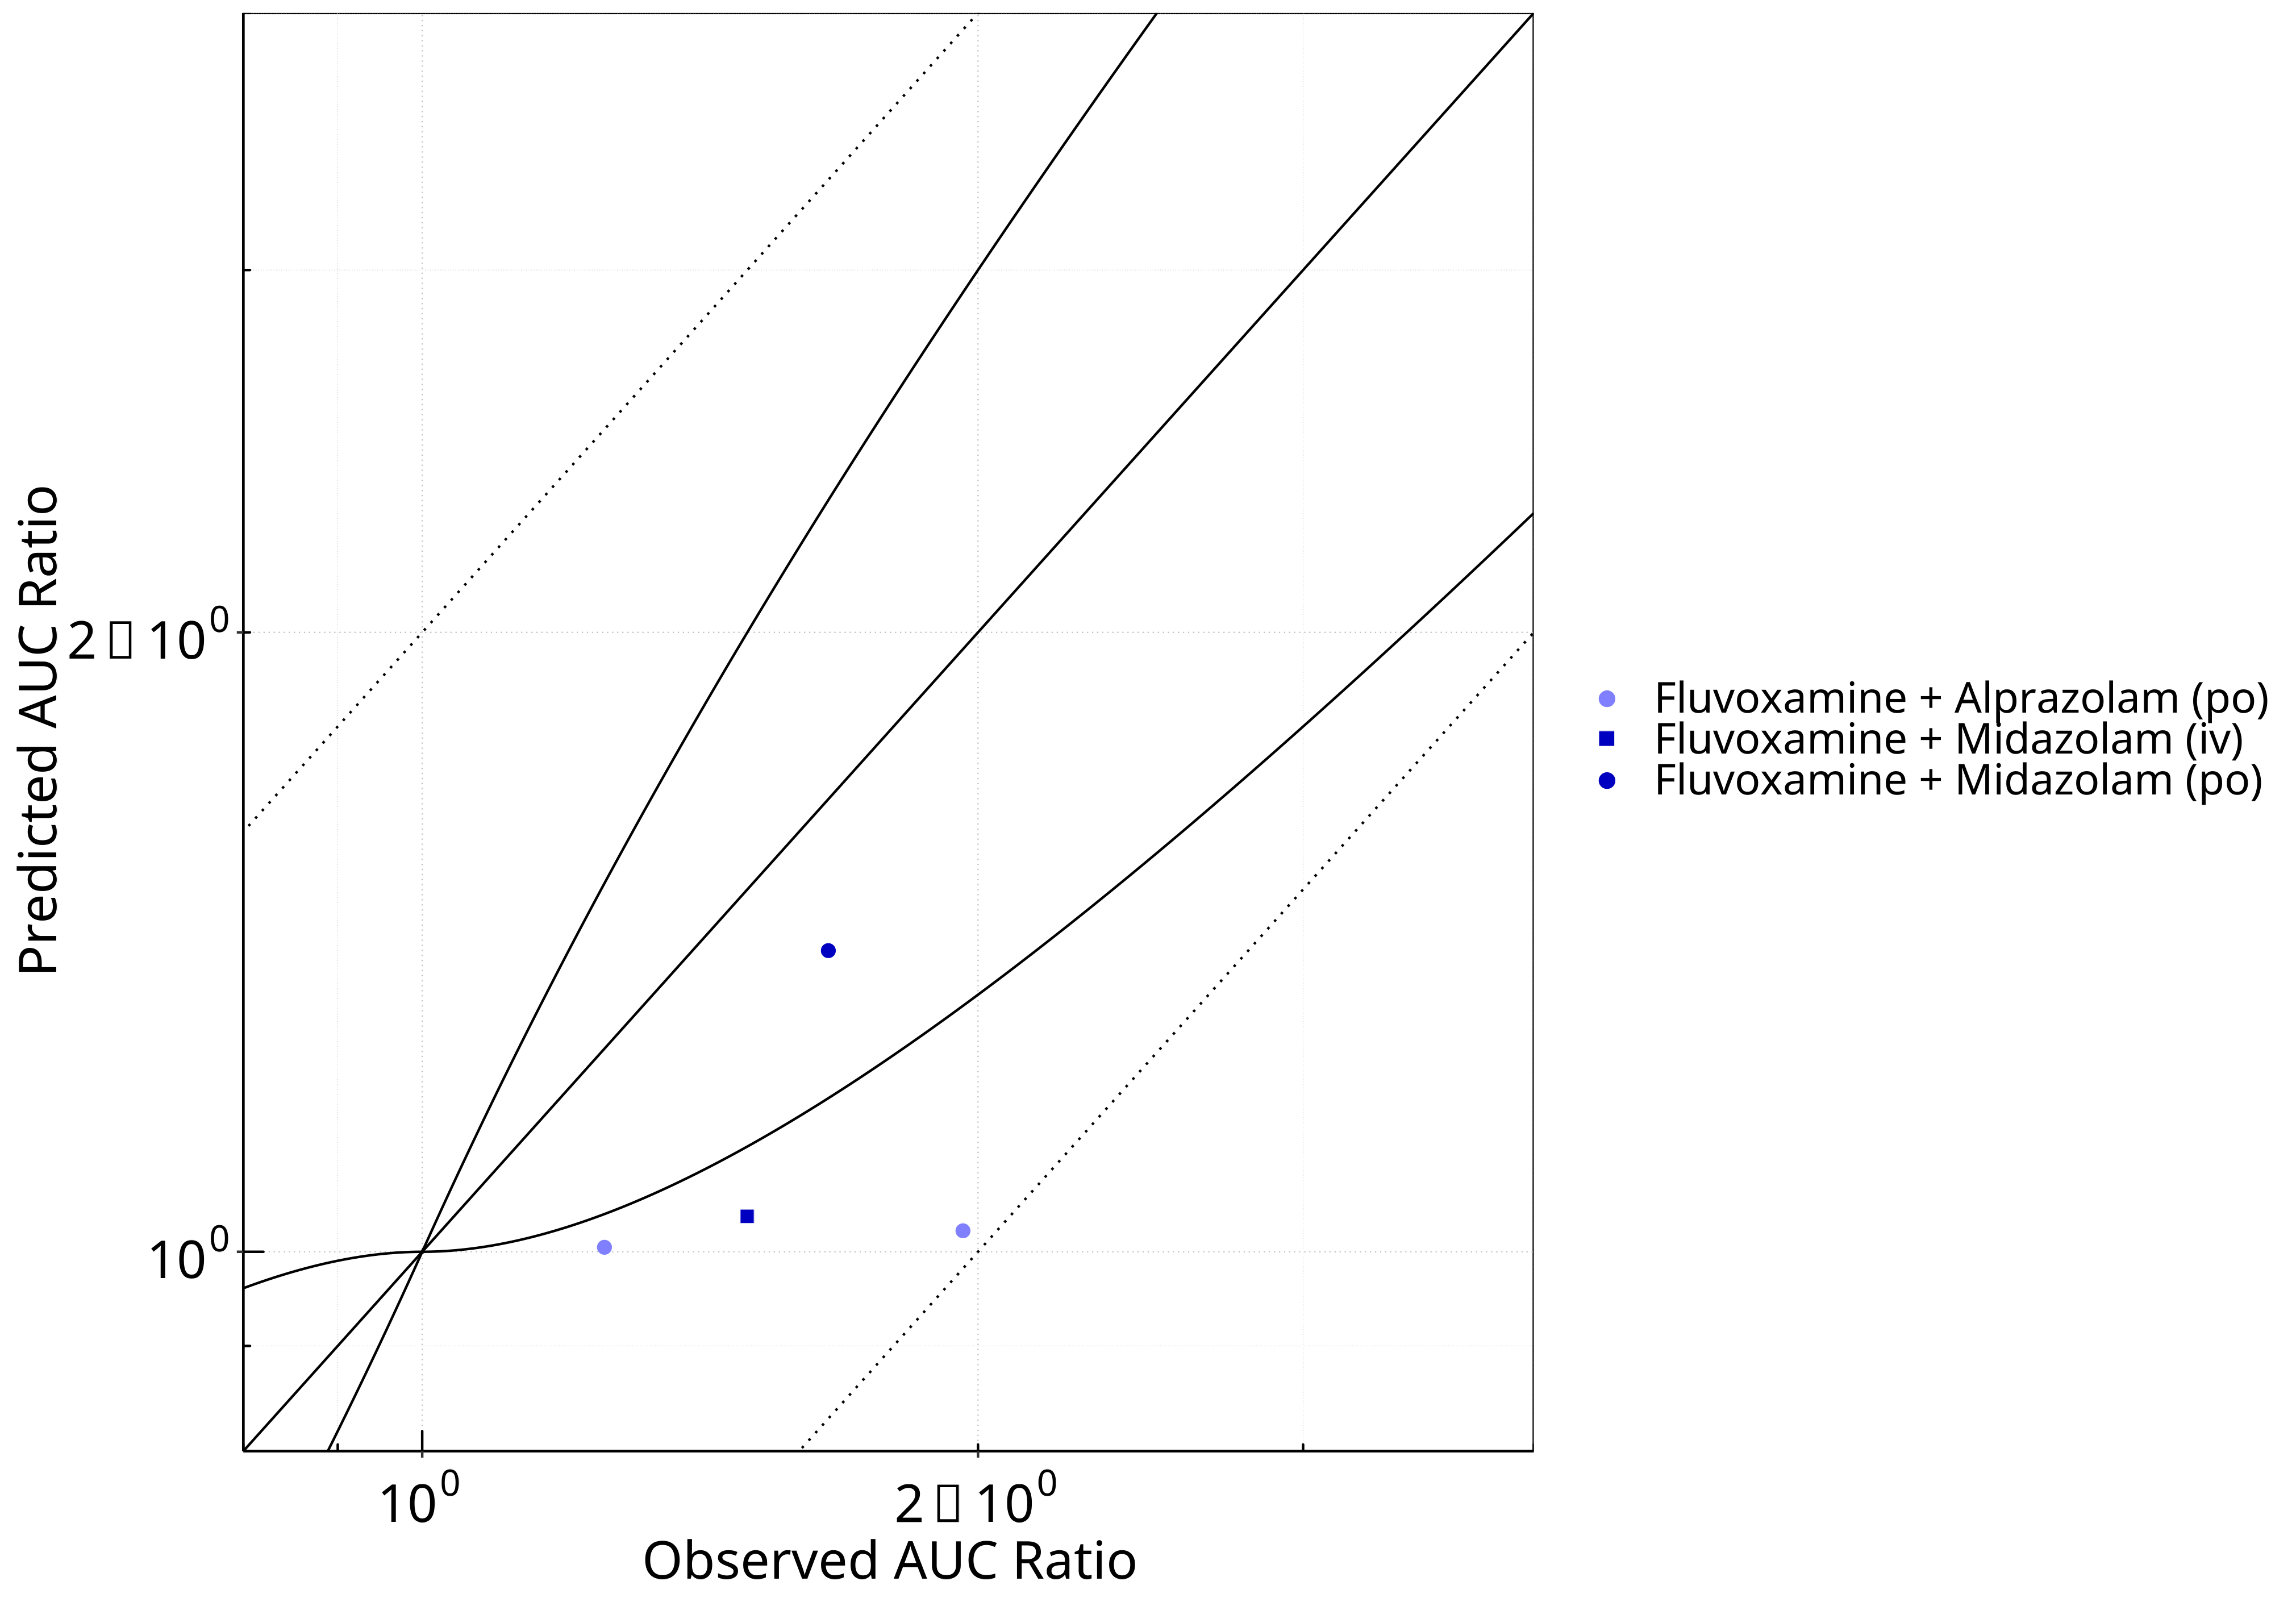 Predicted AUC Ratio
2 10⁰
10⁰
10⁰
2 10⁰
Observed AUC Ratio
Fluvoxamine + Alprazolam (po)
Fluvoxamine + Midazolam (iv)
Fluvoxamine + Midazolam (po)